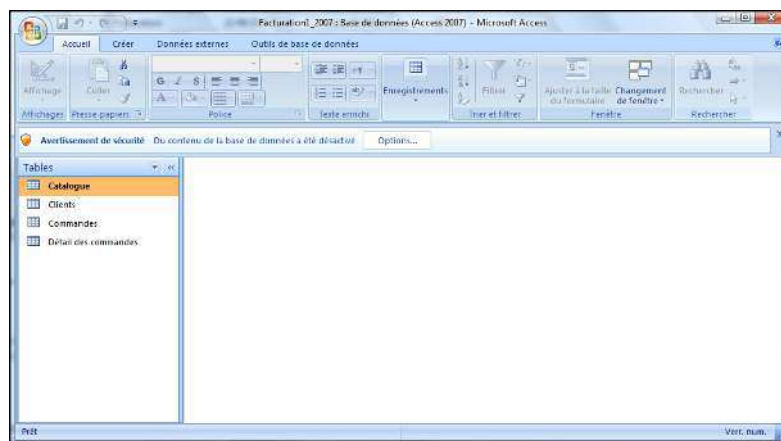 Facturation1_2007 : Base de données (Access 2007) - Microsoft Access
Accueil Créer Données externes Outils de base de données
Affichage Coller G I S A Enregistrements Filtrer Ajuster à la taille du formulaire Changement de fenêtre Rechercher
Affichages Presse-papiers Police Texte enrichi Trier et filtrer Fenêtre Rechercher
Avertissement de sécurité Du contenu de la base de données a été désactivé Options...
Tables
Catalogue
Clients
Commandes
Détail des commandes
Prêt Verr. num.